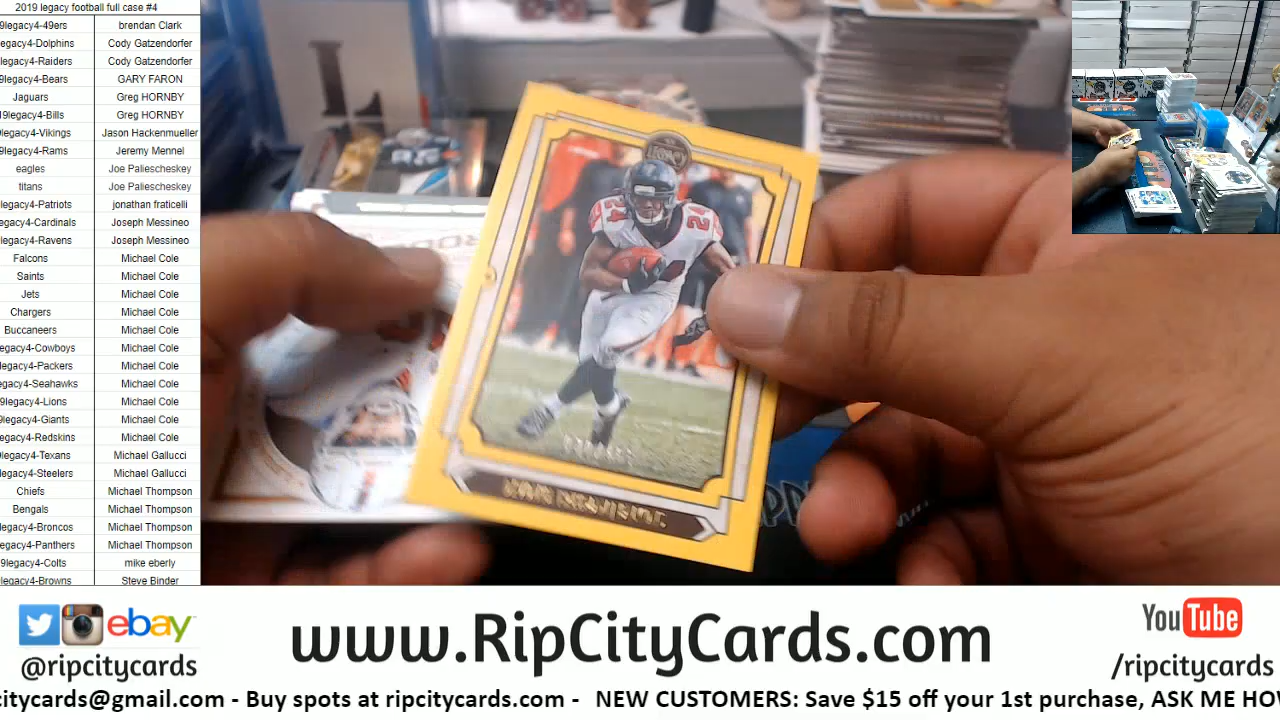 2019 legacy football full case #4
9legacy4-49ers brendan Clark
legacy4-Dolphins Cody Gatzendorfer
legacy4-Raiders Cody Gatzendorfer
9legacy4-Bears GARY FARON
Jaguars Greg HORNBY
19legacy4-Bills Greg HORNBY
9legacy4-Vikings Jason Hackenmueller
9legacy4-Rams Jeremy Mennel
eagles Joe Paliescheskey
titans Joe Paliescheskey
legacy4-Patriots jonathan fraticelli
legacy4-Cardinals Joseph Messineo
legacy4-Ravens Joseph Messineo
Falcons Michael Cole
Saints Michael Cole
Jets Michael Cole
Chargers Michael Cole
Buccaneers Michael Cole
legacy4-Cowboys Michael Cole
legacy4-Packers Michael Cole
egacy4-Seahawks Michael Cole
9legacy4-Lions Michael Cole
9legacy4-Giants Michael Cole
egacy4-Redskins Michael Cole
legacy4-Texans Michael Gallucci
legacy4-Steelers Michael Gallucci
Chiefs Michael Thompson
Bengals Michael Thompson
legacy4-Broncos Michael Thompson
egacy4-Panthers Michael Thompson
9legacy4-Colts mike eberly
legacy4-Browns Steve Binder
24 24
ebay
@ripcitycards
www.RipCityCards.com
YouTube
/ripcitycards
citycards@gmail.com - Buy spots at ripcitycards.com - NEW CUSTOMERS: Save $15 off your 1st purchase, ASK ME HOW